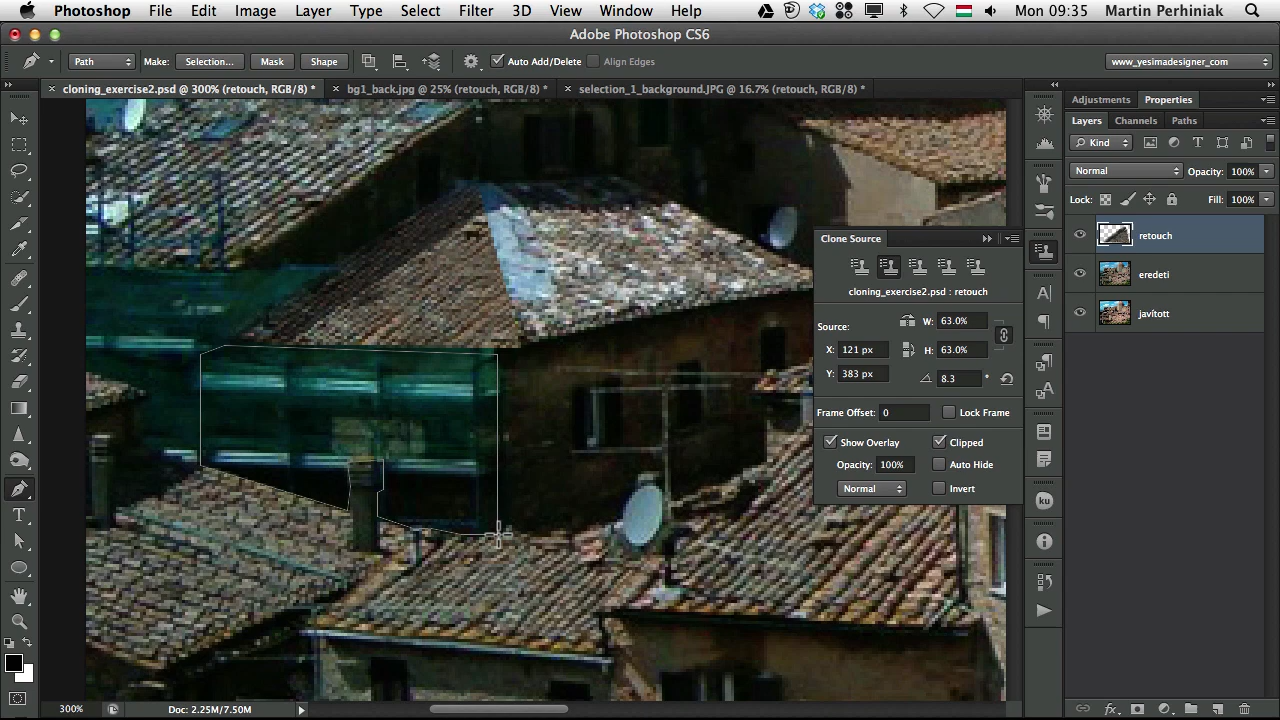 Photoshop File Edit Image Layer Type Select Filter 3D View Window Help Mon 09:35 Martin Perhiniak
Adobe Photoshop CS6
Path Make: Selection... Mask Shape Auto Add/Delete Align Edges www_yesimadesigner_com
cloning_exercise2.psd @ 300% (retouch, RGB/8) * bg1_back.jpg @ 25% (retouch, RGB/8) * selection_1_background.JPG @ 16.7% (retouch, RGB/8) *
Adjustments Properties
Layers Channels Paths
Kind
Normal Opacity: 100%
Lock: Fill: 100%
retouch
eredeti
javított
Clone Source
cloning_exercise2.psd : retouch
Source: W: 63.0%
X: 121 px H: 63.0%
Y: 383 px 8.3 °
Frame Offset: 0 Lock Frame
Show Overlay Clipped
Opacity: 100% Auto Hide
Normal Invert
ku
300% Doc: 2.25M/7.50M